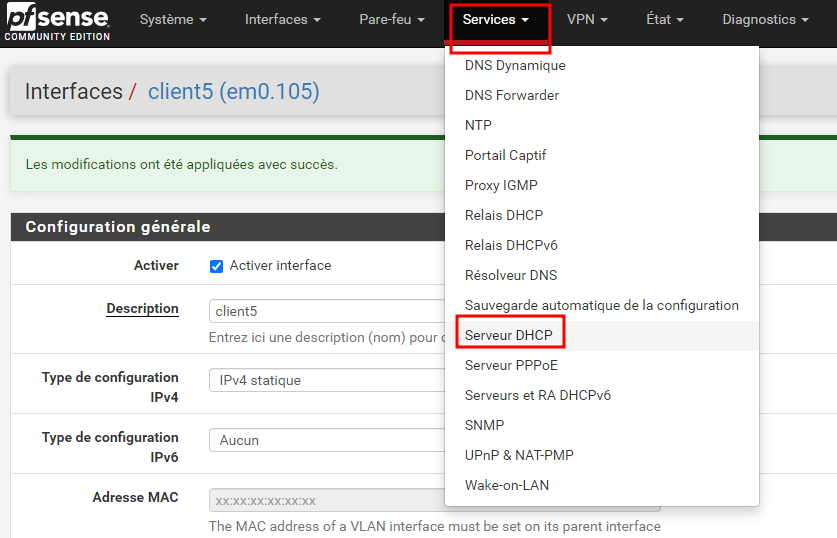 pfsense
COMMUNITY EDITION
Système
Interfaces
Pare-feu
Services
VPN
État
Diagnostics
DNS Dynamique
DNS Forwarder
NTP
Portail Captif
Proxy IGMP
Relais DHCP
Relais DHCPv6
Résolveur DNS
Sauvegarde automatique de la configuration
Serveur DHCP
Serveur PPPoE
Serveurs et RA DHCPv6
SNMP
UPnP & NAT-PMP
Wake-on-LAN
Interfaces / client5 (em0.105)
Les modifications ont été appliquées avec succès.
Configuration générale
Activer
Activer interface
Description
client5
Entrez ici une description (nom) pour
Type de configuration
IPv4
IPv4 statique
Type de configuration
IPv6
Aucun
Adresse MAC
xx:xx:xx:xx:xx:xx
The MAC address of a VLAN interface must be set on its parent interface